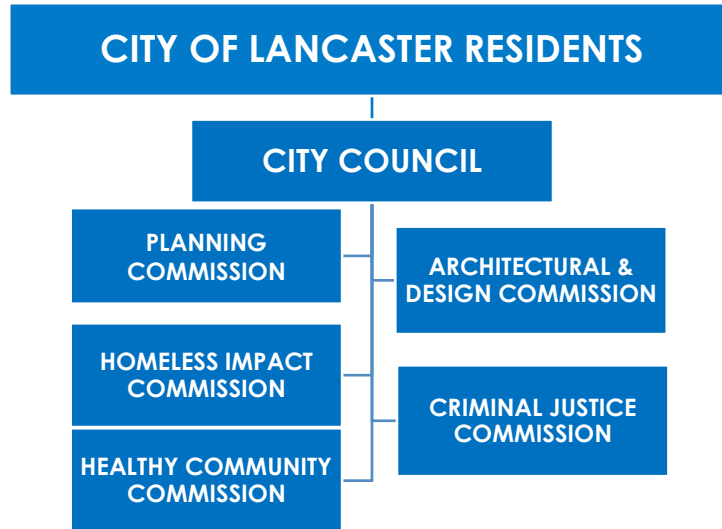 CITY OF LANCASTER RESIDENTS
CITY COUNCIL
PLANNING
COMMISSION
ARCHITECTURAL &
DESIGN COMMISSION
HOMELESS IMPACT
COMMISSION
CRIMINAL JUSTICE
COMMISSION
HEALTHY COMMUNITY
COMMISSION